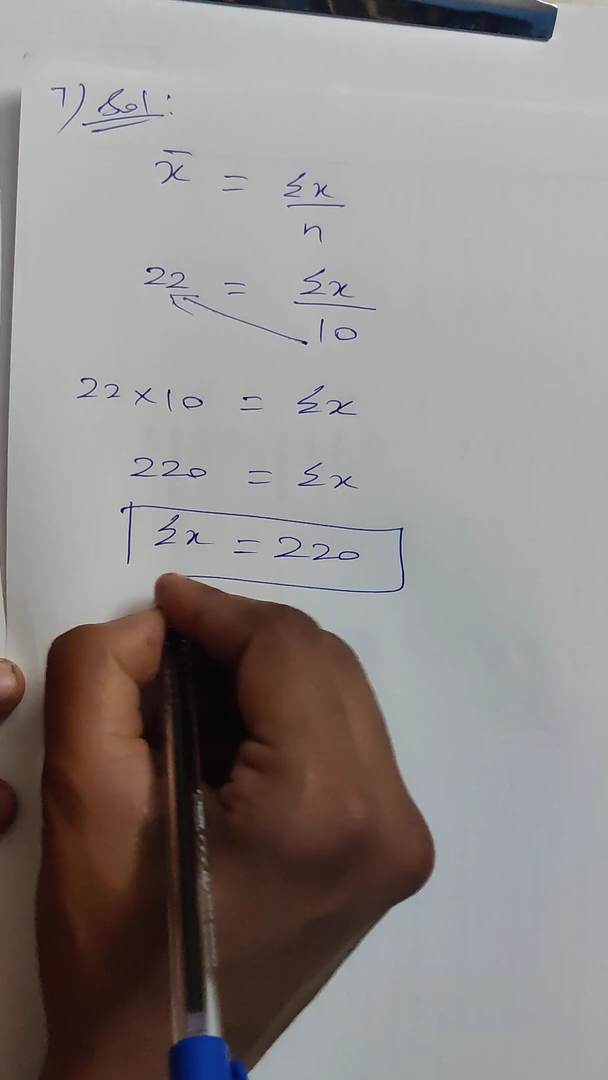 7) Sol:
x̄ = Σx/n
22 = Σx/10
22×10 = Σx
220 = Σx
Σx = 220